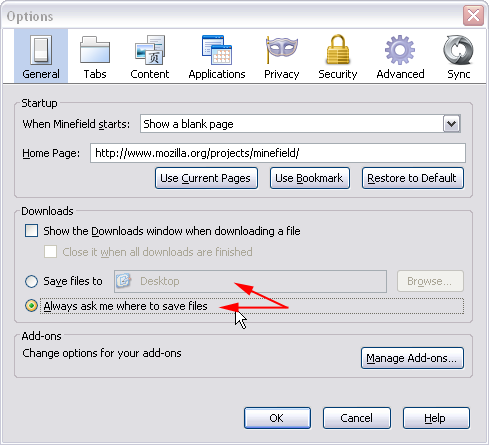 Options
General Tabs Content Applications Privacy Security Advanced Sync
Startup
When Minefield starts: Show a blank page
Home Page: http://www.mozilla.org/projects/minefield/
Use Current Pages Use Bookmark Restore to Default
Downloads
Show the Downloads window when downloading a file
Close it when all downloads are finished
Save files to Desktop Browse...
Always ask me where to save files
Add-ons
Change options for your add-ons
Manage Add-ons...
OK Cancel Help